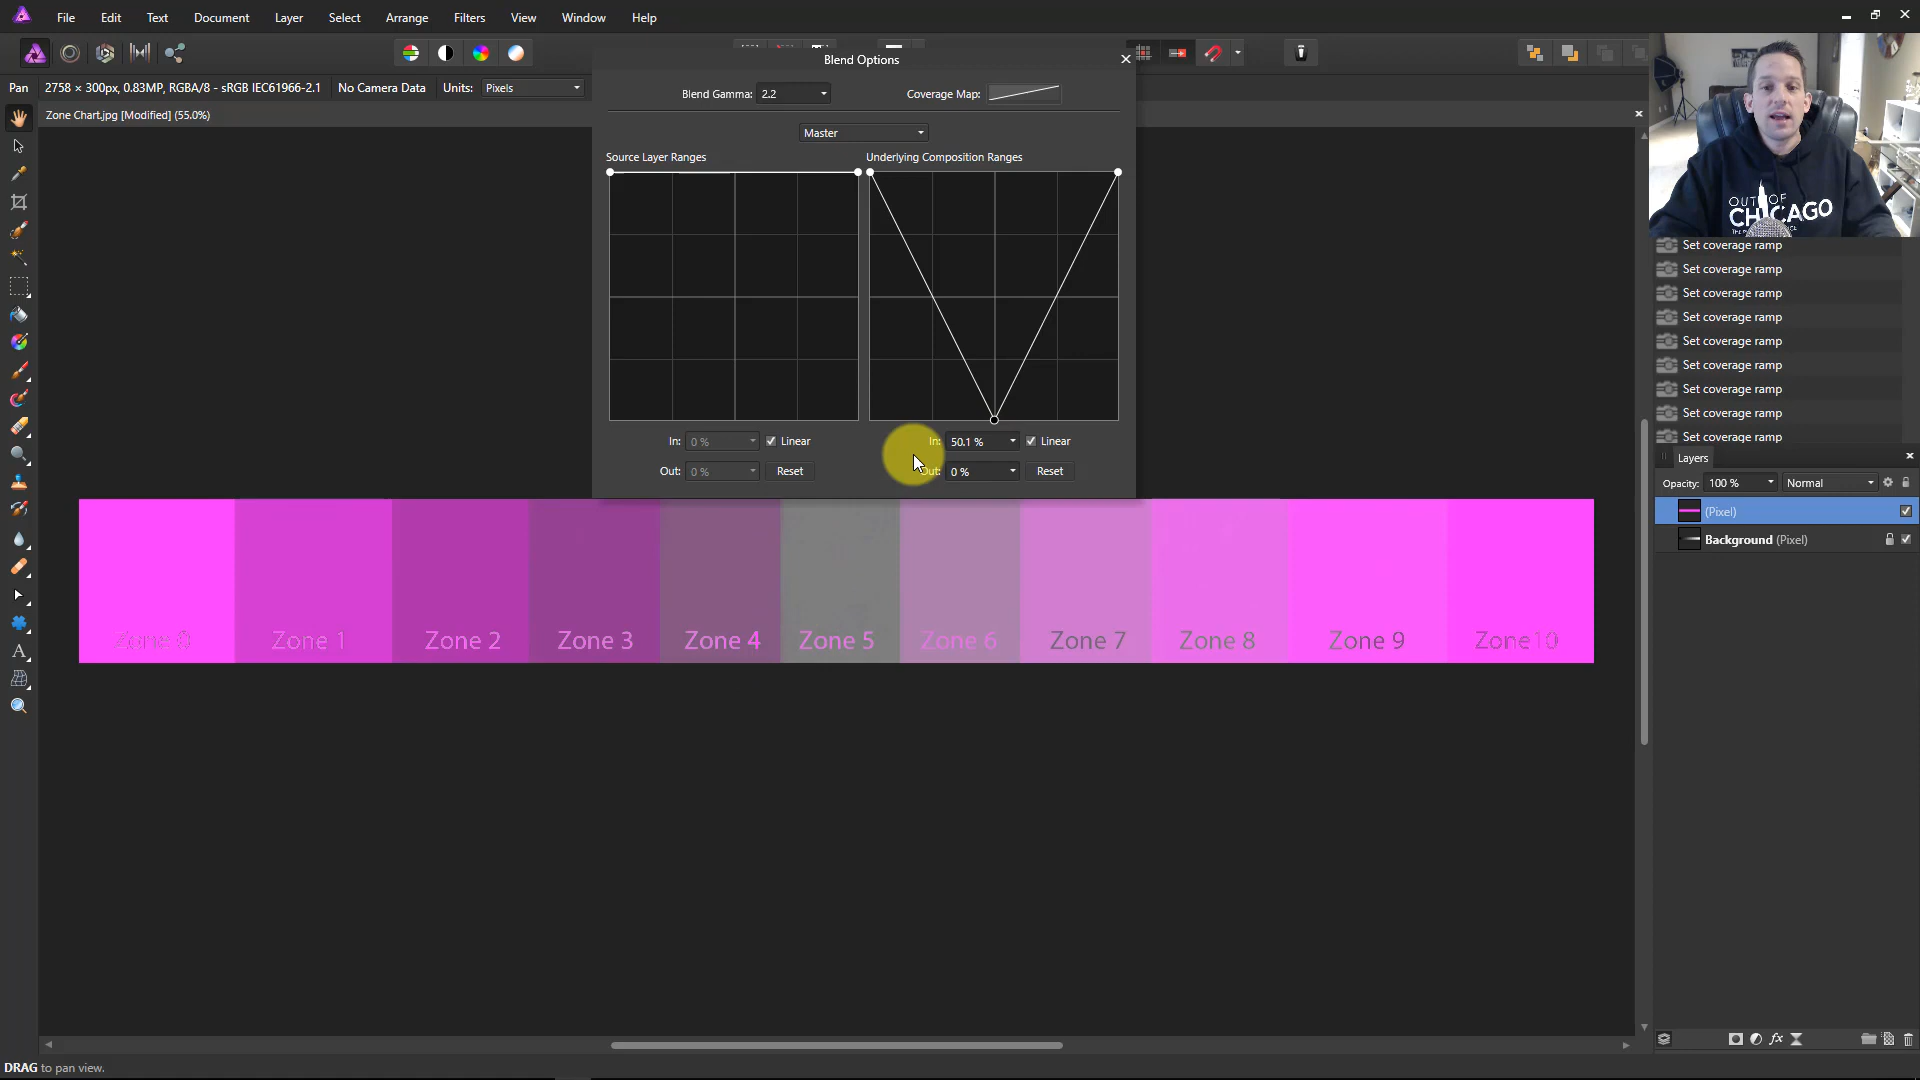 File Edit Text Document Layer Select Arrange Filters View Window Help
Blend Options
Pan 2758 × 300px, 0.83MP, RGBA/8 - sRGB IEC61966-2.1 No Camera Data Units: Pixels
Blend Gamma: 2.2 Coverage Map:
Zone Chart.jpg [Modified] (55.0%)
Master
Source Layer Ranges Underlying Composition Ranges
In: 0 % Linear In: 50.1 % Linear
Out: 0 % Reset Out: 0 % Reset
OUT OF
CHICAGO
Set coverage ramp
Set coverage ramp
Set coverage ramp
Set coverage ramp
Set coverage ramp
Set coverage ramp
Set coverage ramp
Set coverage ramp
Set coverage ramp
Layers
Opacity: 100 % Normal
(Pixel)
Background (Pixel)
fx
Zone 0 Zone 1 Zone 2 Zone 3 Zone 4 Zone 5 Zone 6 Zone 7 Zone 8 Zone 9 Zone10
DRAG to pan view.